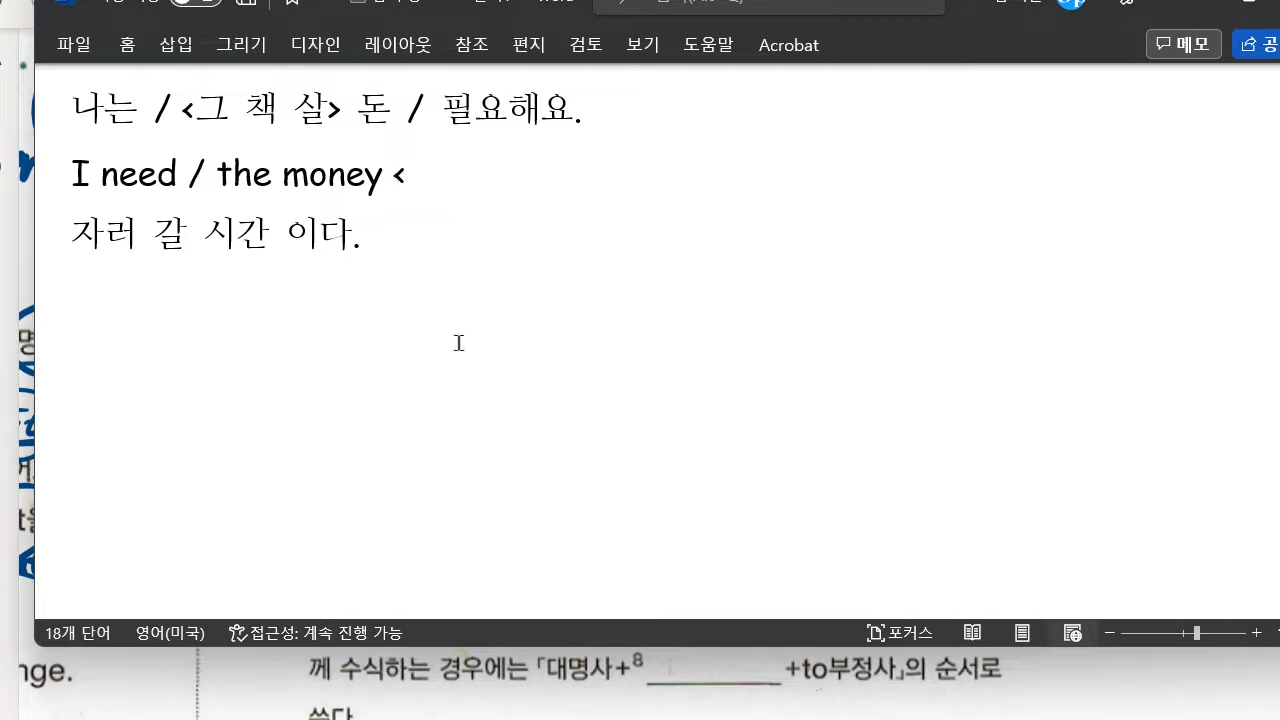 파일 홈 삽입 그리기 디자인 레이아웃 참조 편지 검토 보기 도움말 Acrobat 메모 공
나는 / <그 책 살> 돈 / 필요해요.
I need / the money <
자러 갈 시간 이다.
18개 단어 영어(미국) 접근성: 계속 진행 가능 포커스
nge. 께 수식하는 경우에는 「대명사+⁸ ________ +to부정사」의 순서로
쓴다